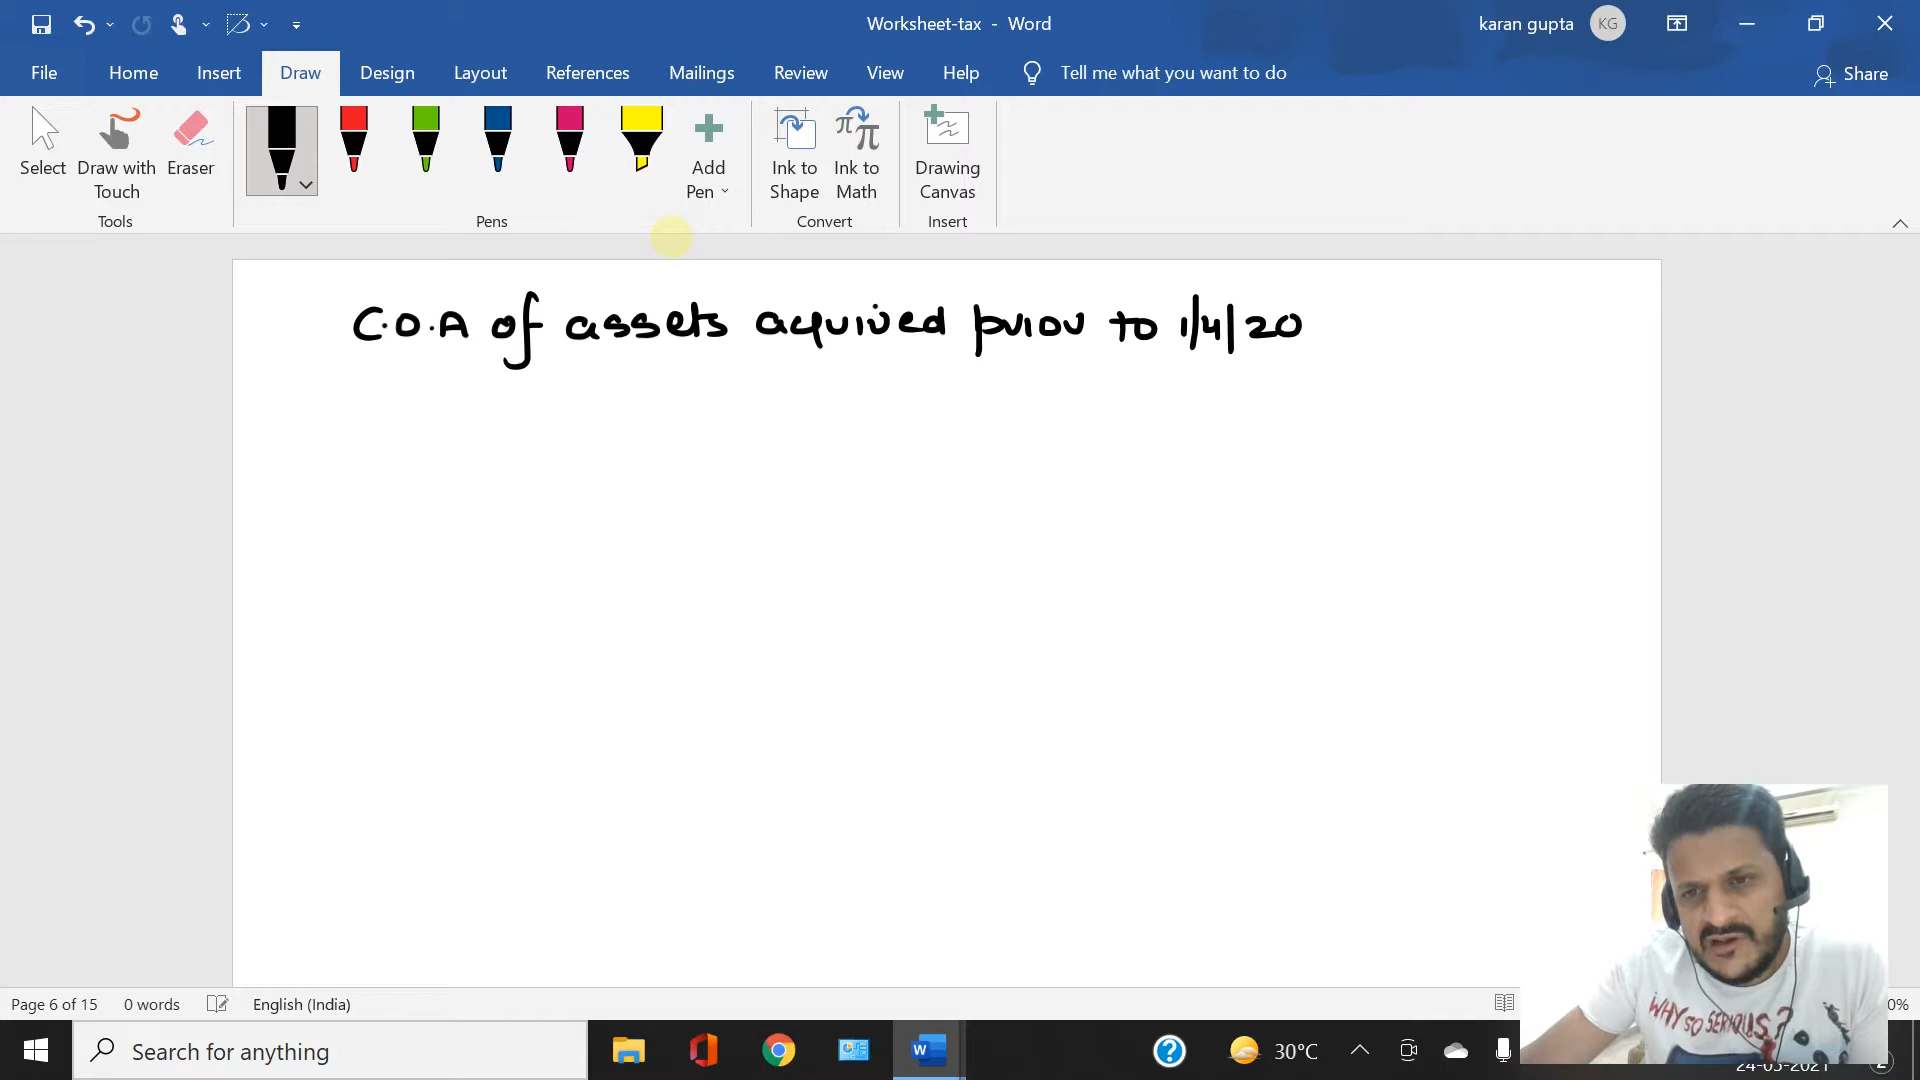 Worksheet-tax - Word
karan gupta KG
File Home Insert Draw Design Layout References Mailings Review View Help Tell me what you want to do Share
Select Draw with Touch Eraser Add Pen Ink to Shape Ink to Math Drawing Canvas
Tools Pens Convert Insert
C.O.A of assets acquired prior to 1/4/20
WHY SO SERIOUS?
Page 6 of 15 0 words English (India) 0%
Search for anything 30°C